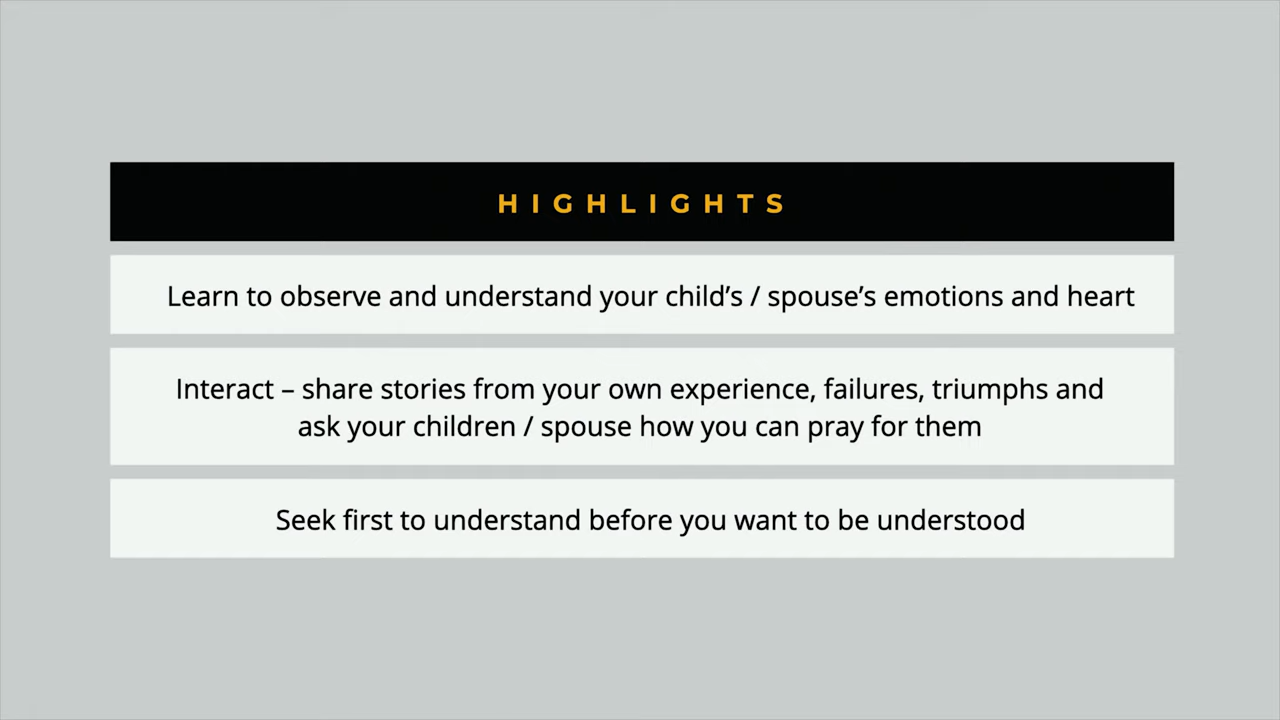 HIGHLIGHTS
Learn to observe and understand your child’s / spouse’s emotions and heart
Interact – share stories from your own experience, failures, triumphs and
ask your children / spouse how you can pray for them
Seek first to understand before you want to be understood